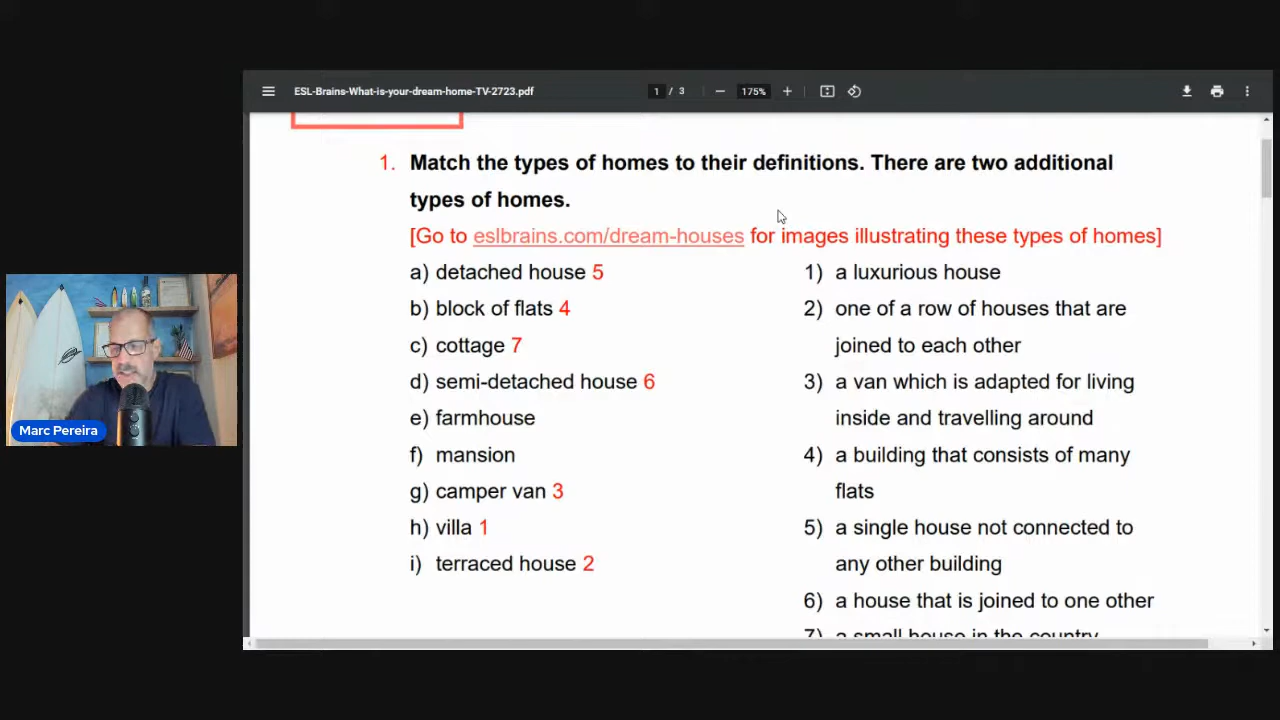 ESL-Brains-What-is-your-dream-home-TV-2723.pdf
1 / 3
175%
1. Match the types of homes to their definitions. There are two additional
types of homes.
[Go to eslbrains.com/dream-houses for images illustrating these types of homes]
a) detached house 5
b) block of flats 4
c) cottage 7
d) semi-detached house 6
e) farmhouse
f) mansion
g) camper van 3
h) villa 1
i) terraced house 2
1) a luxurious house
2) one of a row of houses that are
joined to each other
3) a van which is adapted for living
inside and travelling around
4) a building that consists of many
flats
5) a single house not connected to
any other building
6) a house that is joined to one other
7) a small house in the country
Marc Pereira